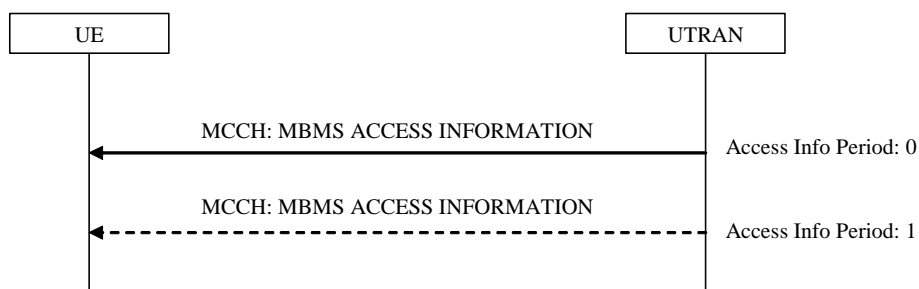 UE
UTRAN
MCCH: MBMS ACCESS INFORMATION
Access Info Period: 0
MCCH: MBMS ACCESS INFORMATION
Access Info Period: 1